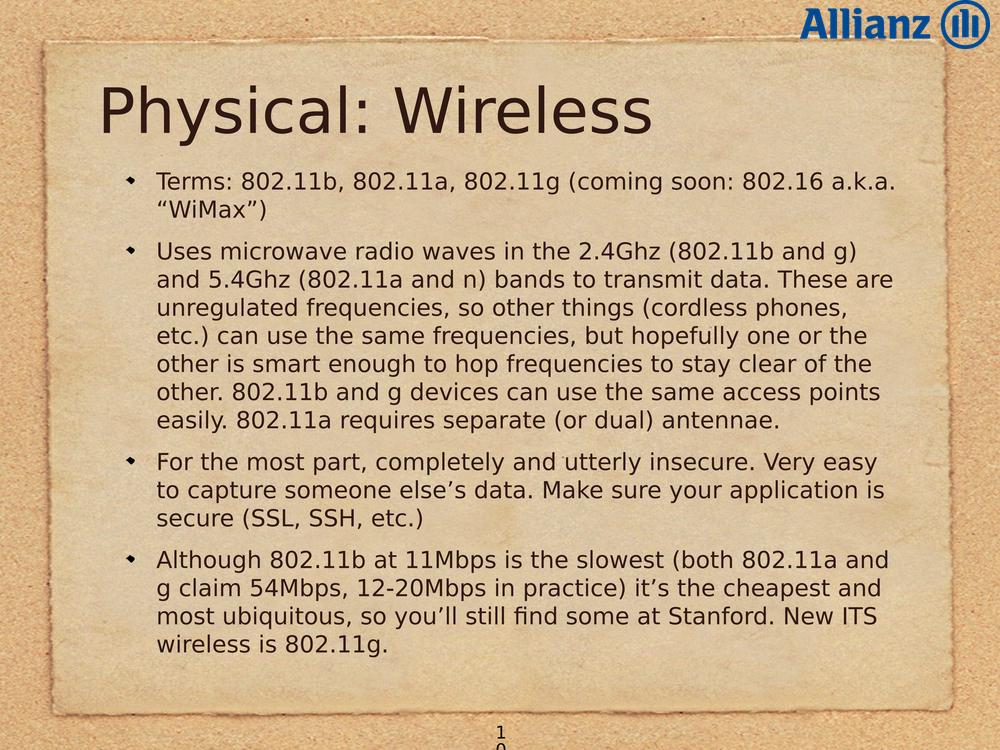 Allianz
Physical: Wireless
Terms: 802.11b, 802.11a, 802.11g (coming soon: 802.16 a.k.a.
“WiMax”)
Uses microwave radio waves in the 2.4Ghz (802.11b and g)
and 5.4Ghz (802.11a and n) bands to transmit data. These are
unregulated frequencies, so other things (cordless phones,
etc.) can use the same frequencies, but hopefully one or the
other is smart enough to hop frequencies to stay clear of the
other. 802.11b and g devices can use the same access points
easily. 802.11a requires separate (or dual) antennae.
For the most part, completely and utterly insecure. Very easy
to capture someone else’s data. Make sure your application is
secure (SSL, SSH, etc.)
Although 802.11b at 11Mbps is the slowest (both 802.11a and
g claim 54Mbps, 12-20Mbps in practice) it’s the cheapest and
most ubiquitous, so you’ll still find some at Stanford. New ITS
wireless is 802.11g.
1
0